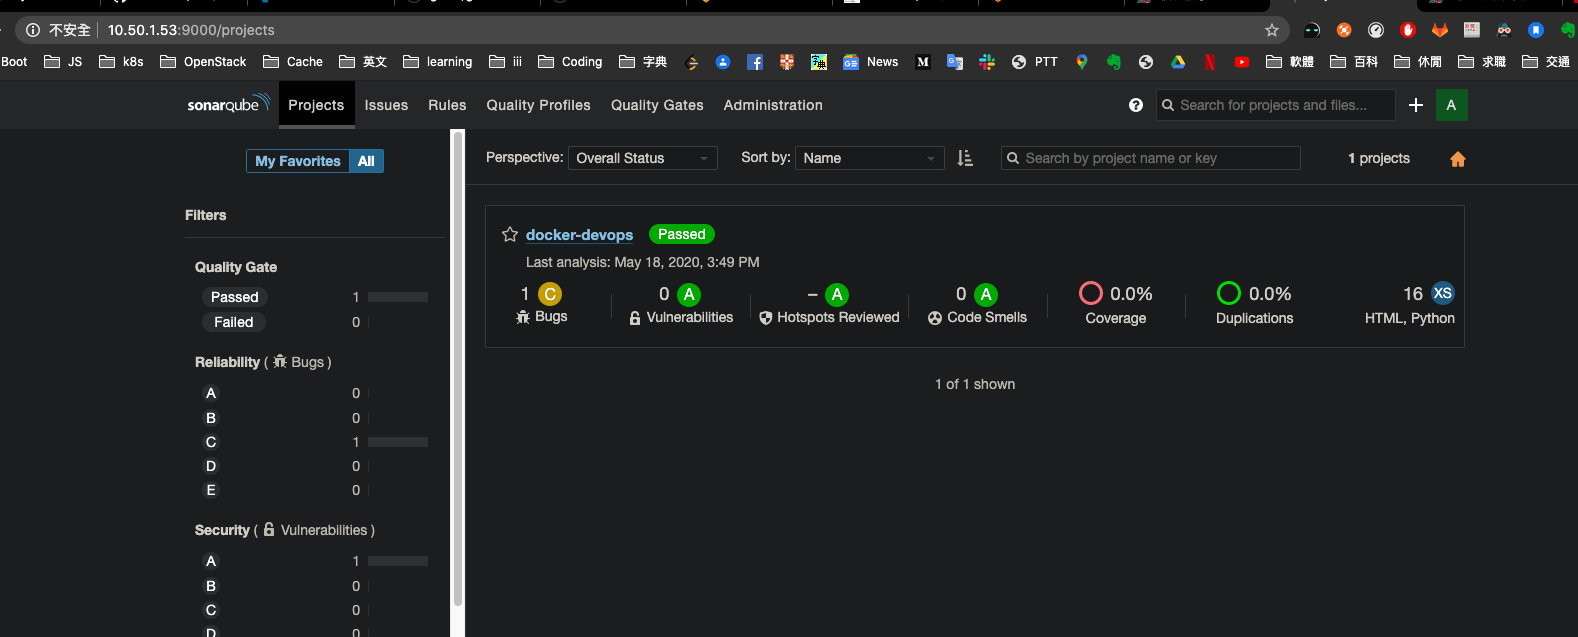 不安全 10.50.1.53:9000/projects
Boot JS k8s OpenStack Cache 英文 learning iii Coding 字典 News M PTT 軟體 百科 休閒 求職 交通
sonarqube Projects Issues Rules Quality Profiles Quality Gates Administration ? Search for projects and files... + A
My Favorites All
Perspective: Overall Status Sort by: Name Search by project name or key 1 projects
Filters
Quality Gate
Passed 1
Failed 0
Reliability ( Bugs )
A 0
B 0
C 1
D 0
E 0
Security ( Vulnerabilities )
A 1
B 0
C 0
D 0
docker-devops Passed
Last analysis: May 18, 2020, 3:49 PM
1 C 0 A – A 0 A 0.0% 0.0% 16 XS
Bugs Vulnerabilities Hotspots Reviewed Code Smells Coverage Duplications HTML, Python
1 of 1 shown